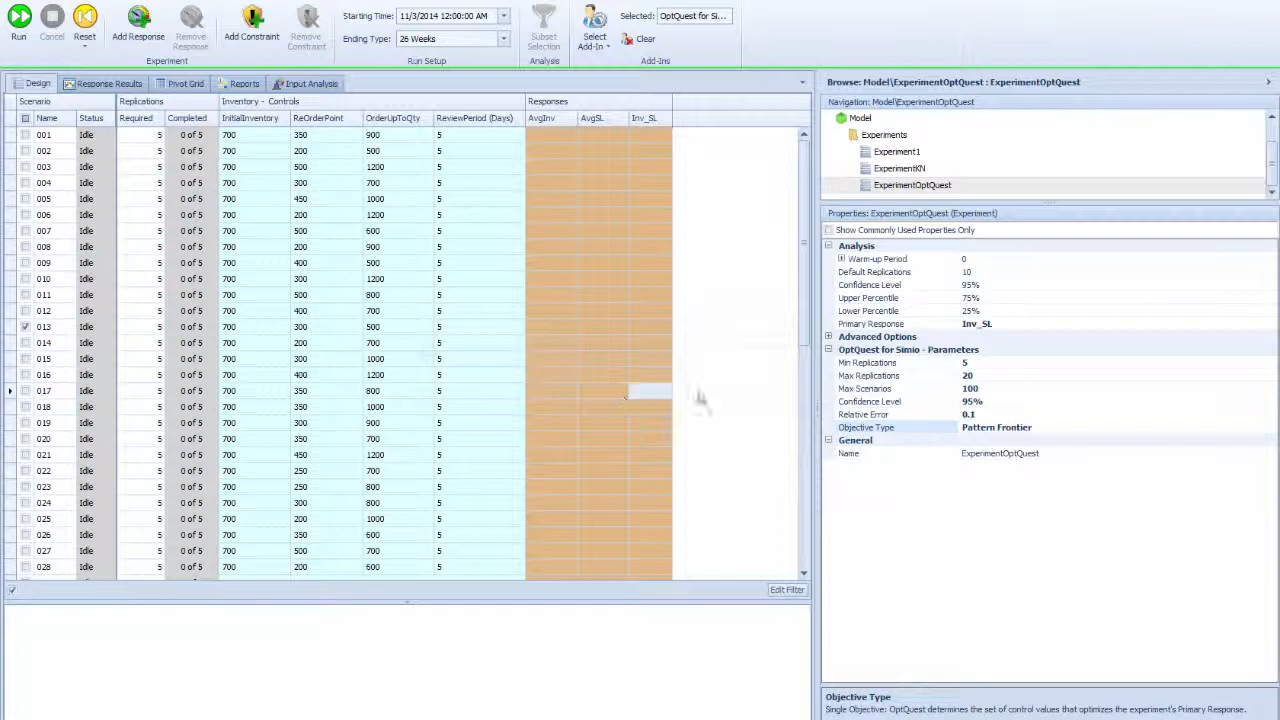 Run Cancel Reset Add Response Remove Response Add Constraint Remove Constraint
Experiment
Starting Time: 11/3/2014 12:00:00 AM
Ending Type: 26 Weeks
Run Setup
Subset Selection
Analysis
Select Add-In Selected: OptQuest for Si...
Clear
Add-Ins
Design Response Results Pivot Grid Reports Input Analysis
Scenario Replications Inventory - Controls Responses
Name Status Required Completed InitialInventory ReOrderPoint OrderUpToQty ReviewPeriod (Days) AvgInv AvgSL Inv_SL
001 Idle 5 0 of 5 700 350 900 5
002 Idle 5 0 of 5 700 200 500 5
003 Idle 5 0 of 5 700 500 1200 5
004 Idle 5 0 of 5 700 300 700 5
005 Idle 5 0 of 5 700 450 1000 5
006 Idle 5 0 of 5 700 200 1200 5
007 Idle 5 0 of 5 700 500 600 5
008 Idle 5 0 of 5 700 200 900 5
009 Idle 5 0 of 5 700 400 500 5
010 Idle 5 0 of 5 700 300 1200 5
011 Idle 5 0 of 5 700 500 800 5
012 Idle 5 0 of 5 700 400 700 5
013 Idle 5 0 of 5 700 300 500 5
014 Idle 5 0 of 5 700 200 700 5
015 Idle 5 0 of 5 700 300 1000 5
016 Idle 5 0 of 5 700 400 1200 5
017 Idle 5 0 of 5 700 350 800 5
018 Idle 5 0 of 5 700 350 1000 5
019 Idle 5 0 of 5 700 300 900 5
020 Idle 5 0 of 5 700 350 700 5
021 Idle 5 0 of 5 700 450 1200 5
022 Idle 5 0 of 5 700 250 700 5
023 Idle 5 0 of 5 700 250 800 5
024 Idle 5 0 of 5 700 300 800 5
025 Idle 5 0 of 5 700 200 1000 5
026 Idle 5 0 of 5 700 350 600 5
027 Idle 5 0 of 5 700 500 700 5
028 Idle 5 0 of 5 700 200 600 5
Edit Filter
Browse: Model\ExperimentOptQuest : ExperimentOptQuest
Navigation: Model\ExperimentOptQuest
Model
Experiments
Experiment1
ExperimentKN
ExperimentOptQuest
Properties: ExperimentOptQuest (Experiment)
Show Commonly Used Properties Only
Analysis
Warm-up Period 0
Default Replications 10
Confidence Level 95%
Upper Percentile 75%
Lower Percentile 25%
Primary Response Inv_SL
Advanced Options
OptQuest for Simio - Parameters
Min Replications 5
Max Replications 20
Max Scenarios 100
Confidence Level 95%
Relative Error 0.1
Objective Type Pattern Frontier
General
Name ExperimentOptQuest
Objective Type
Single Objective: OptQuest determines the set of control values that optimizes the experiment's Primary Response.